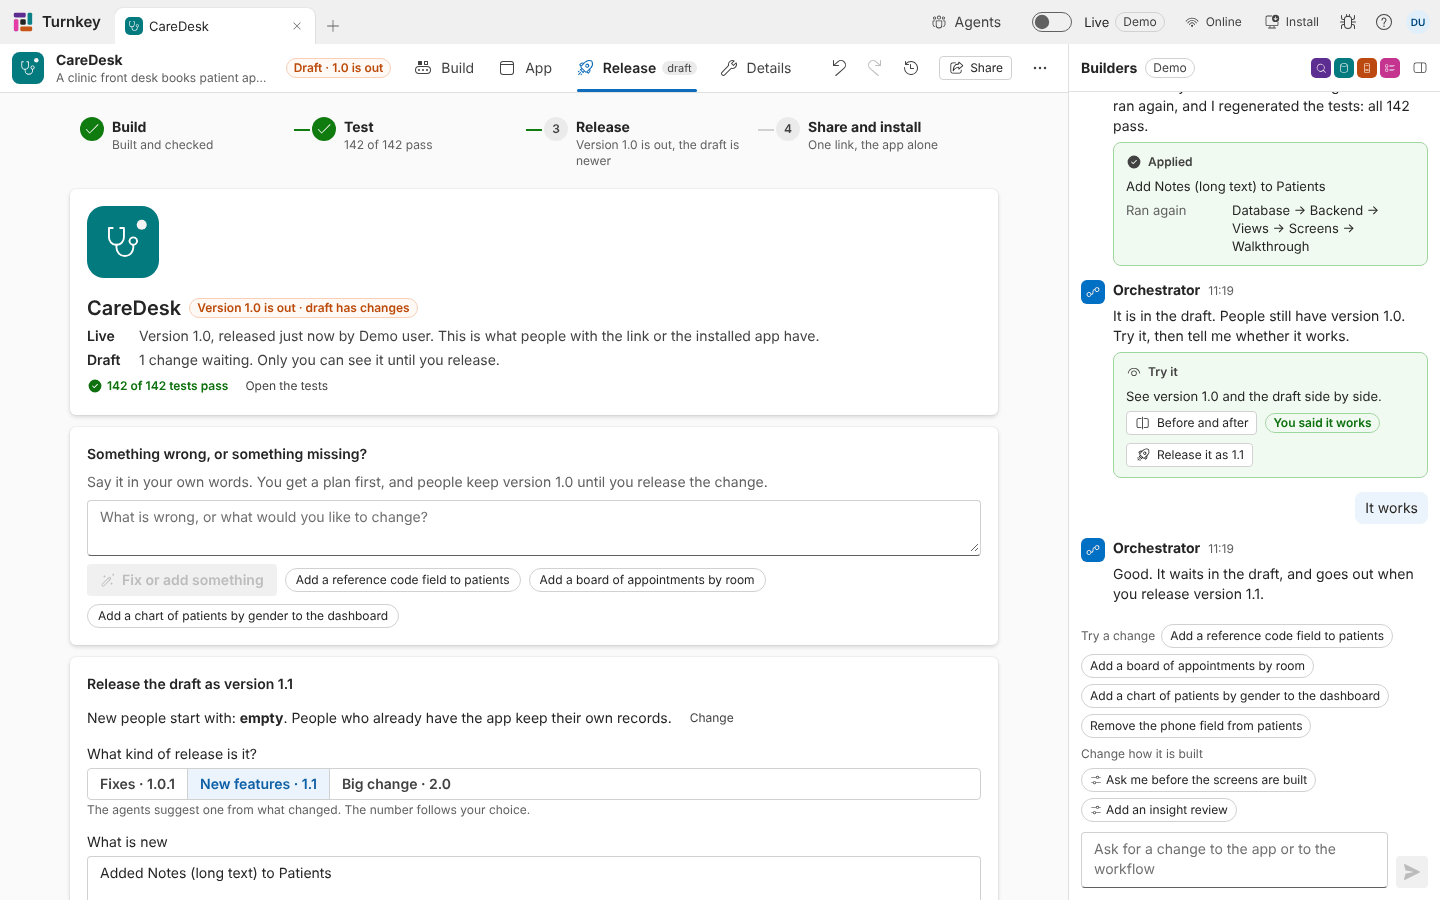 Turnkey
CareDesk
Agents
Live
Demo
Online
Install
DU
CareDesk
A clinic front desk books patient ap...
Draft · 1.0 is out
Build
App
Release
draft
Details
Share
Builders
Demo
Build
Built and checked
Test
142 of 142 pass
3
Release
Version 1.0 is out, the draft is
newer
4
Share and install
One link, the app alone
CareDesk
Version 1.0 is out · draft has changes
Live
Version 1.0, released just now by Demo user. This is what people with the link or the installed app have.
Draft
1 change waiting. Only you can see it until you release.
142 of 142 tests pass
Open the tests
Something wrong, or something missing?
Say it in your own words. You get a plan first, and people keep version 1.0 until you release the change.
What is wrong, or what would you like to change?
Fix or add something
Add a reference code field to patients
Add a board of appointments by room
Add a chart of patients by gender to the dashboard
Release the draft as version 1.1
New people start with: empty. People who already have the app keep their own records.
Change
What kind of release is it?
Fixes · 1.0.1
New features · 1.1
Big change · 2.0
The agents suggest one from what changed. The number follows your choice.
What is new
Added Notes (long text) to Patients
ran again, and I regenerated the tests: all 142
pass.
Applied
Add Notes (long text) to Patients
Ran again
Database → Backend →
Views → Screens →
Walkthrough
Orchestrator 11:19
It is in the draft. People still have version 1.0.
Try it, then tell me whether it works.
Try it
See version 1.0 and the draft side by side.
Before and after
You said it works
Release it as 1.1
It works
Orchestrator 11:19
Good. It waits in the draft, and goes out when
you release version 1.1.
Try a change
Add a reference code field to patients
Add a board of appointments by room
Add a chart of patients by gender to the dashboard
Remove the phone field from patients
Change how it is built
Ask me before the screens are built
Add an insight review
Ask for a change to the app or to the
workflow